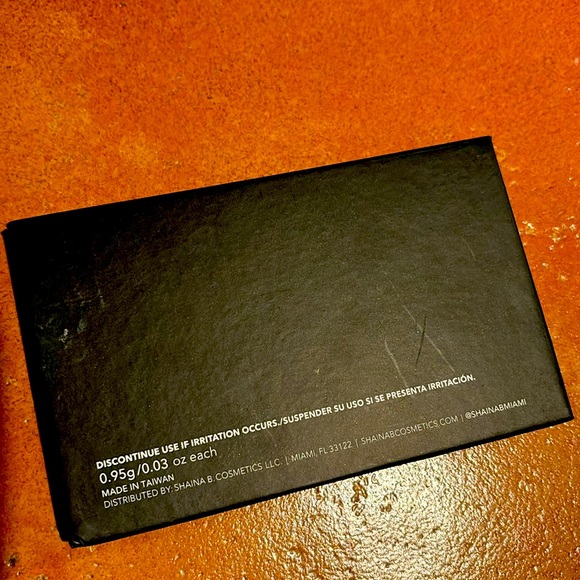 DISCONTINUE USE IF IRRITATION OCCURS./SUSPENDER SU USO SI SE PRESENTA IRRITACIÓN.
0.95g/0.03 oz each
MADE IN TAIWAN
DISTRIBUTED BY: SHAINA B. COSMETICS LLC. | MIAMI, FL 33122 | SHAINABCOSMETICS.COM | @SHAINABMIAMI